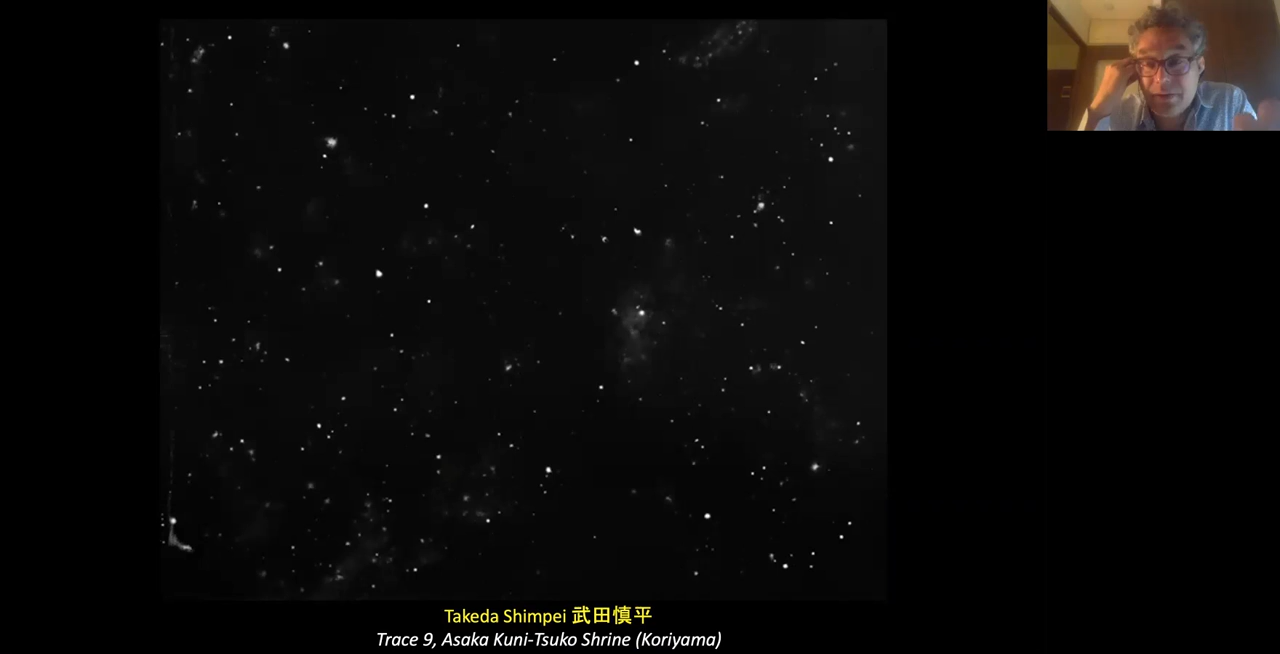 Takeda Shimpei 武田慎平
Trace 9, Asaka Kuni-Tsuko Shrine (Koriyama)